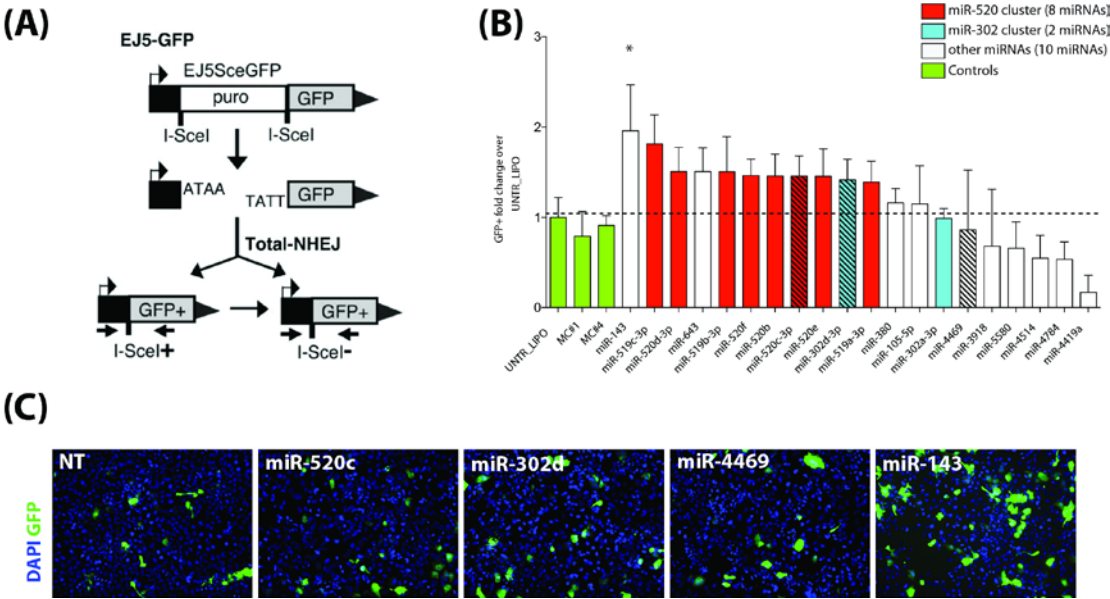 (A)
EJ5-GFP
EJ5SceGFP
puro
GFP
I-SceI
I-SceI
ATAA
TATT
GFP
Total-NHEJ
GFP+
GFP+
I-SceI+
I-SceI-
(B)
miR-520 cluster (8 miRNAs)
miR-302 cluster (2 miRNAs)
other miRNAs (10 miRNAs)
Controls
GFP+ fold change over
UNTR_LIPO
3
2
1
0
*
UNTR_LIPO
MC#1
MC#4
miR-143
miR-519c-3p
miR-520d-3p
miR-643
miR-519b-3p
miR-520f
miR-520b
miR-520c-3p
miR-520e
miR-302d-3p
miR-519a-3p
miR-380
miR-105-5p
miR-302a-3p
miR-4469
miR-3918
miR-5580
miR-4514
miR-4784
miR-4419a
(C)
DAPI GFP
NT
miR-520c
miR-302d
miR-4469
miR-143